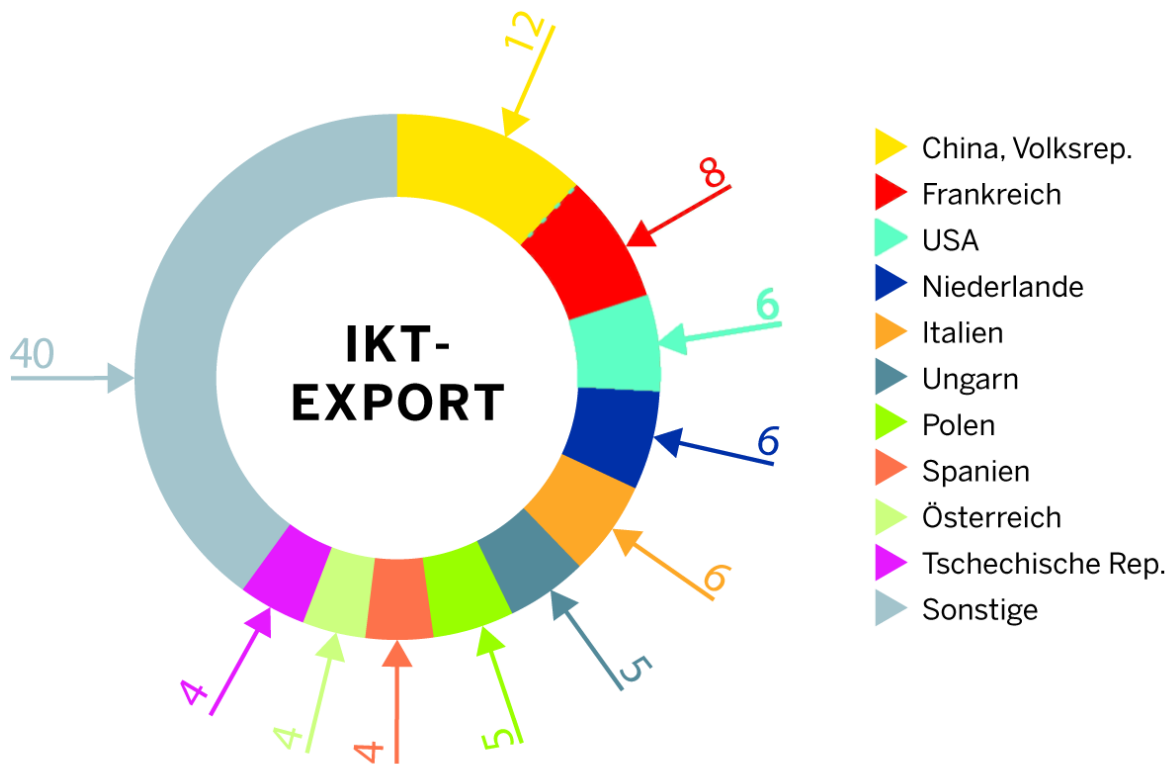 12
8
6
6
6
5
5
4
4
4
40
IKT-
EXPORT
China, Volksrep.
Frankreich
USA
Niederlande
Italien
Ungarn
Polen
Spanien
Österreich
Tschechische Rep.
Sonstige